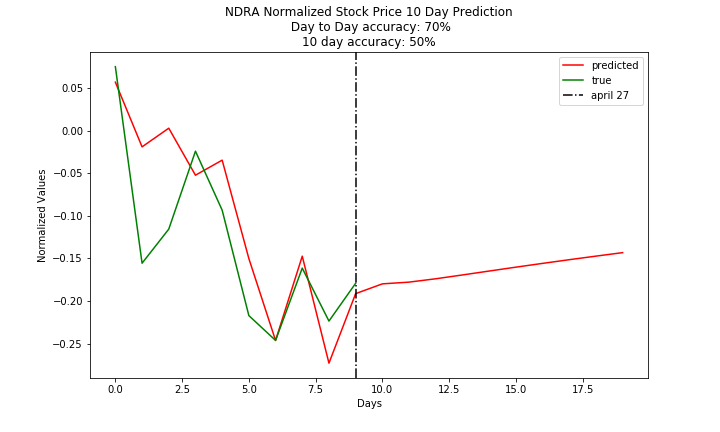 NDRA Normalized Stock Price 10 Day Prediction
Day to Day accuracy: 70%
10 day accuracy: 50%
predicted
true
april 27
Normalized Values
0.05
0.00
−0.05
−0.10
−0.15
−0.20
−0.25
0.0 2.5 5.0 7.5 10.0 12.5 15.0 17.5
Days